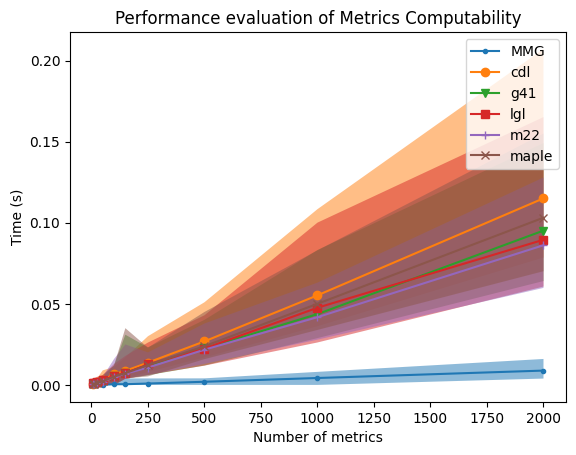 Performance evaluation of Metrics Computability
MMG
cdl
g41
lgl
m22
maple
Time (s)
0.20
0.15
0.10
0.05
0.00
0 250 500 750 1000 1250 1500 1750 2000
Number of metrics